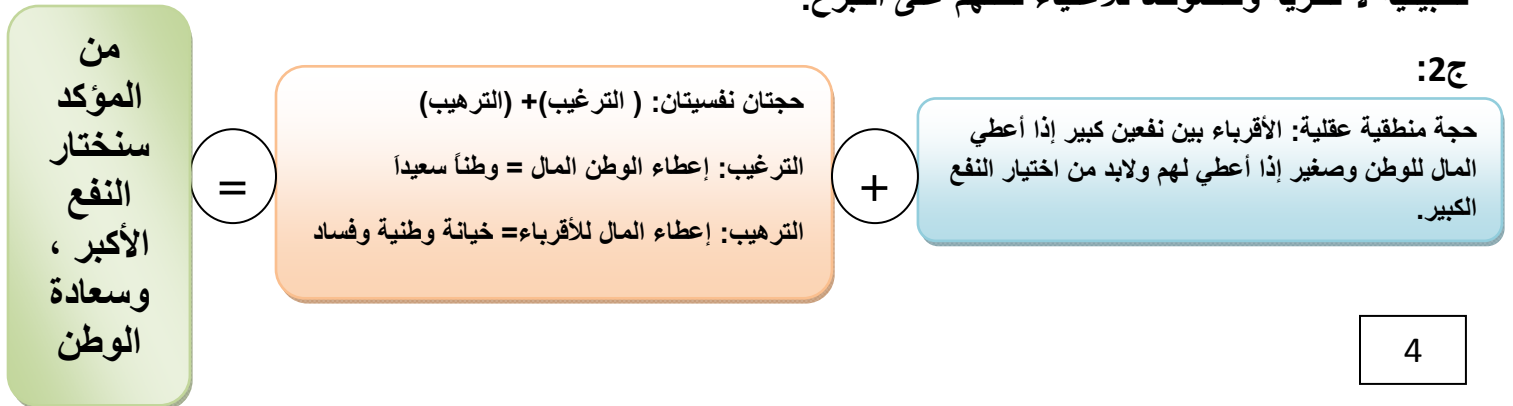 ج2:
حجة منطقية عقلية: الأقرباء بين نفعين كبير إذا أعطي
المال للوطن وصغير إذا أعطي لهم ولابد من اختيار النفع
الكبير.
+
حجتان نفسيتان: ( الترغيب)+ (الترهيب)
الترغيب: إعطاء الوطن المال = وطناً سعيداً
الترهيب: إعطاء المال للأقرباء= خيانة وطنية وفساد
=
من
المؤكد
سنختار
النفع
الأكبر ،
وسعادة
الوطن
4